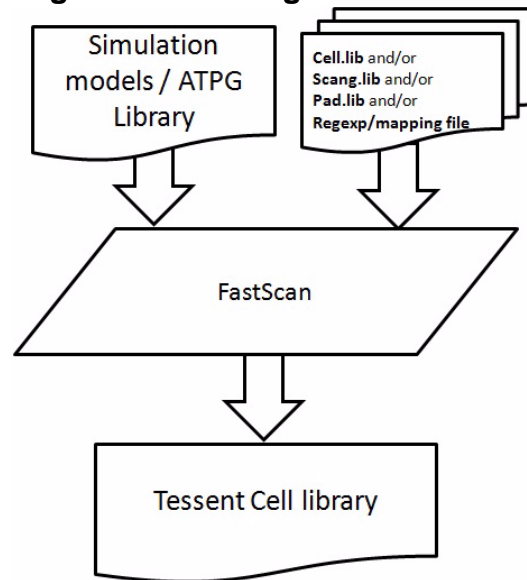 Simulation
models / ATPG
Library
Cell.lib and/or
Scang.lib and/or
Pad.lib and/or
Regexp/mapping file
FastScan
Tessent Cell library